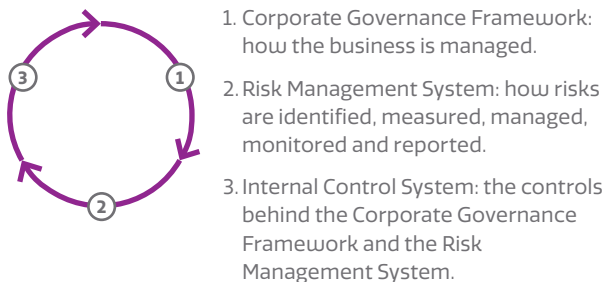 3
1
2
1. Corporate Governance Framework:
how the business is managed.
2. Risk Management System: how risks
are identified, measured, managed,
monitored and reported.
3. Internal Control System: the controls
behind the Corporate Governance
Framework and the Risk
Management System.